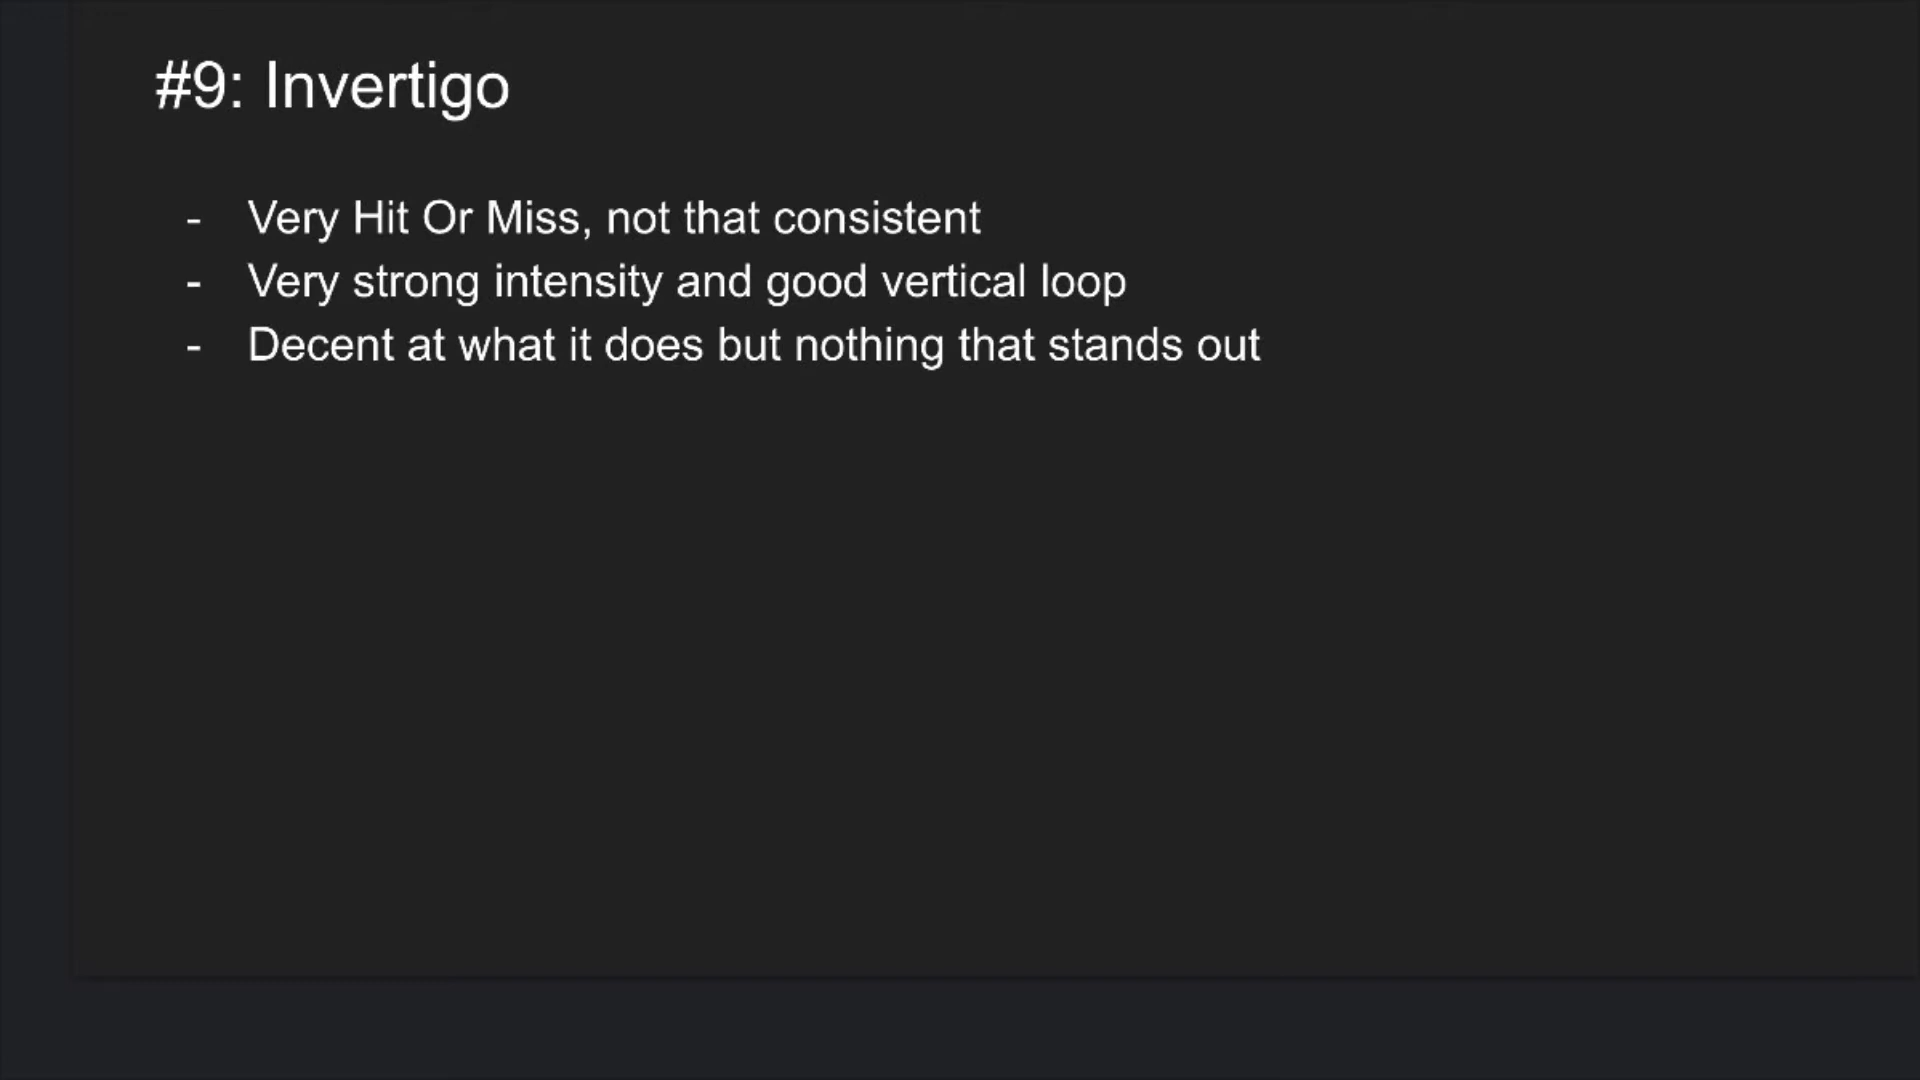 #9: Invertigo
- Very Hit Or Miss, not that consistent
- Very strong intensity and good vertical loop
- Decent at what it does but nothing that stands out